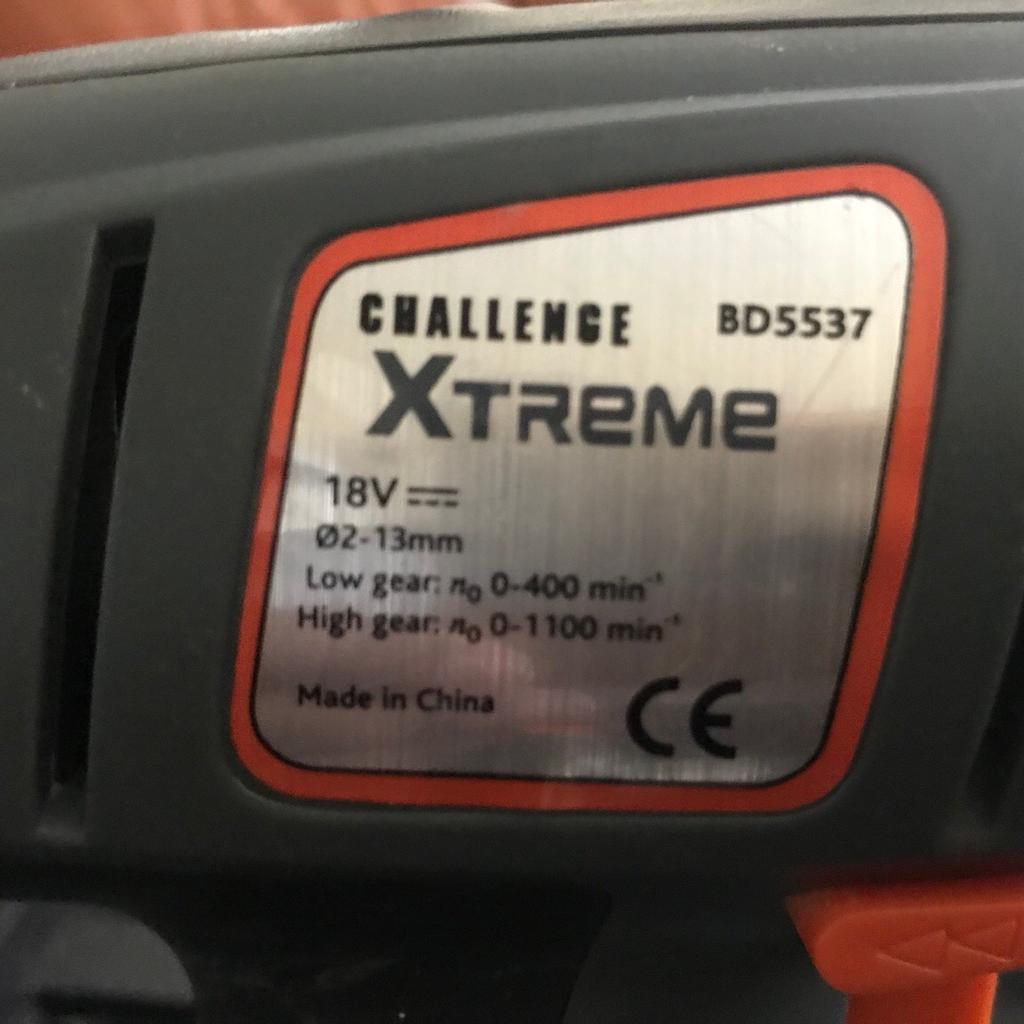 CHALLENGE BD5537
XTREME
18V ⎓
Ø2-13mm
Low gear: n₀ 0-400 min⁻¹
High gear: n₀ 0-1100 min⁻¹
Made in China CE